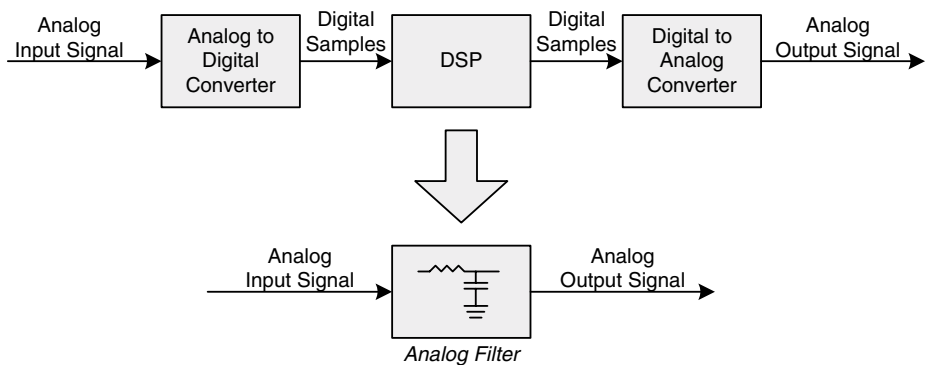 Analog
Input Signal
Analog to
Digital
Converter
Digital
Samples
DSP
Digital
Samples
Digital to
Analog
Converter
Analog
Output Signal
Analog
Input Signal
Analog
Output Signal
Analog Filter